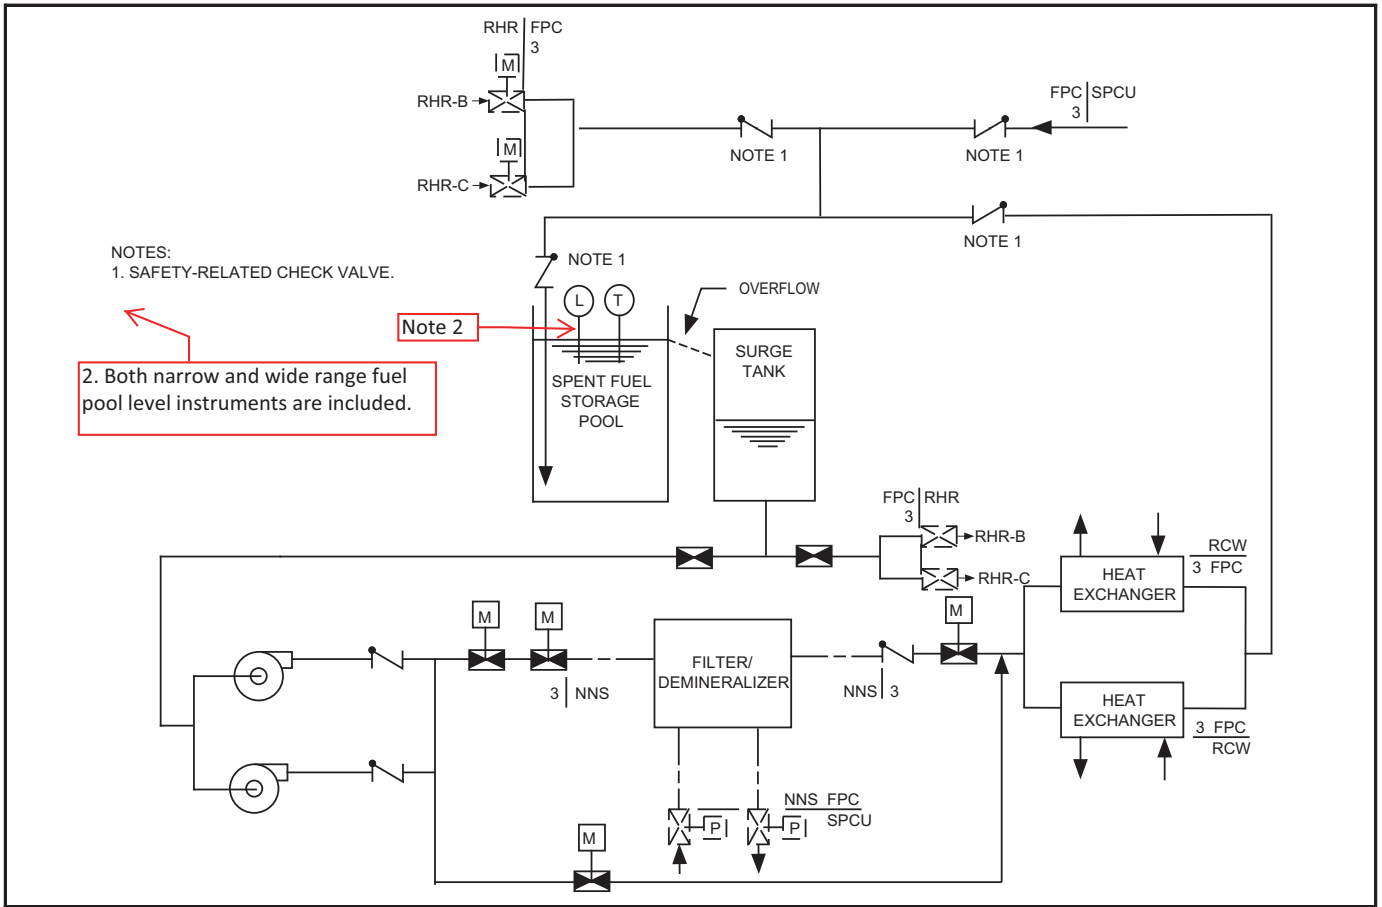 RHR FPC
3
M
RHR-B
FPC SPCU
3
NOTE 1
NOTE 1
M
RHR-C
NOTE 1
NOTES:
1. SAFETY-RELATED CHECK VALVE.
NOTE 1
L
T
OVERFLOW
Note 2
2. Both narrow and wide range fuel
pool level instruments are included.
SURGE
TANK
SPENT FUEL
STORAGE
POOL
FPC RHR
3
RHR-B
RHR-C
RCW
3 FPC
HEAT
EXCHANGER
M
M
M
FILTER/
DEMINERALIZER
3 NNS
NNS 3
HEAT
EXCHANGER
3 FPC
RCW
NNS FPC
SPCU
P
P
M